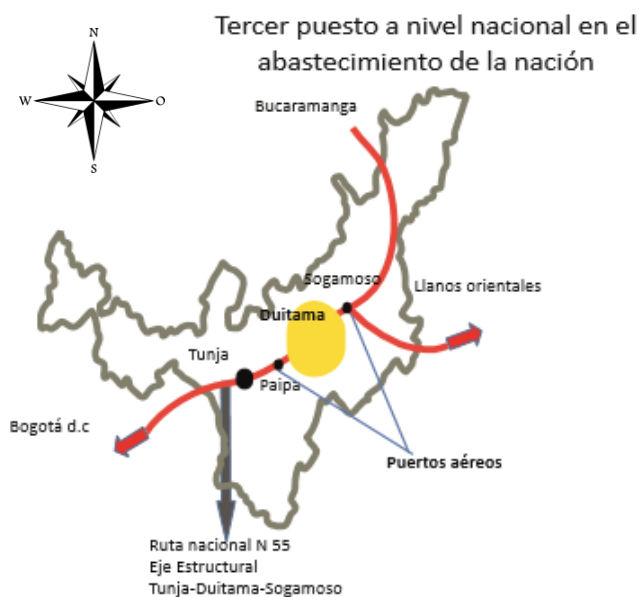 Tercer puesto a nivel nacional en el
abastecimiento de la nación
N
W
O
S
Bucaramanga
Sogamoso
Llanos orientales
Duitama
Tunja
Paipa
Bogotá d.c
Puertos aéreos
Ruta nacional N 55
Eje Estructural
Tunja-Duitama-Sogamoso